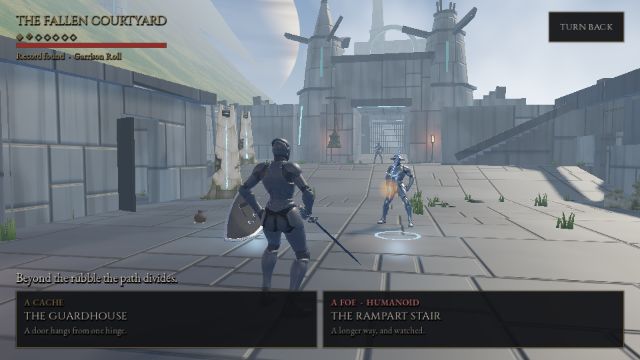 THE FALLEN COURTYARD
TURN BACK
Record found · Garrison Roll
Beyond the rubble the path divides.
A CACHE
THE GUARDHOUSE
A door hangs from one hinge.
A FOE · HUMANOID
THE RAMPART STAIR
A longer way, and watched.